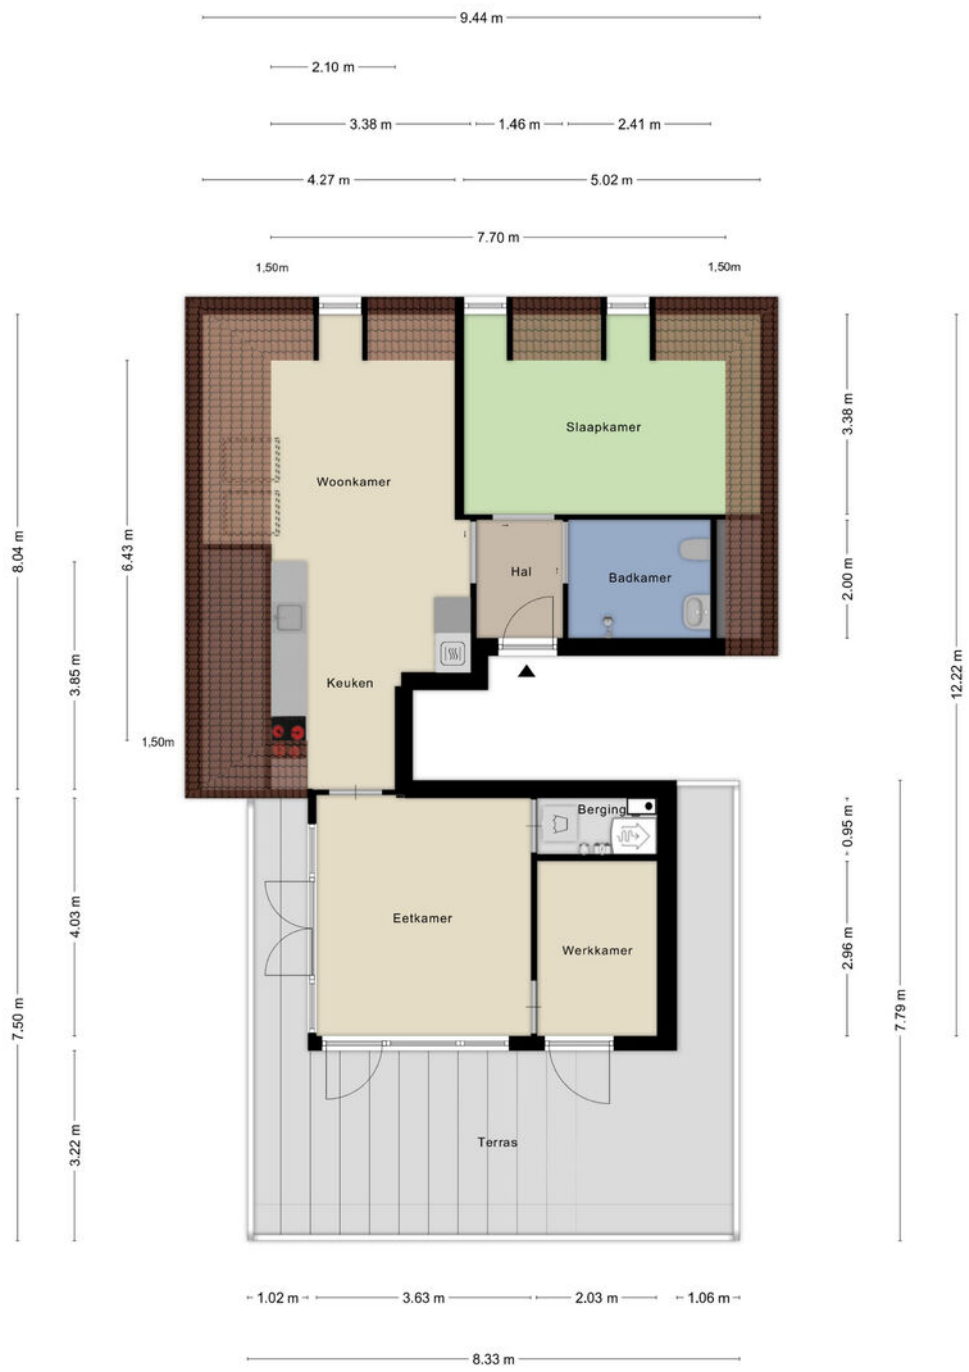 9.44 m
2.10 m
3.38 m 1.46 m 2.41 m
4.27 m 5.02 m
7.70 m
1,50m 1,50m
3.38 m
Slaapkamer
Woonkamer
8.04 m
6.43 m
Hal
Badkamer
2.00 m
3.85 m
Keuken
12.22 m
1,50m
Berging
0.95 m
4.03 m
Eetkamer
Werkkamer
2.96 m
7.50 m
7.79 m
3.22 m
Terras
1.02 m 3.63 m 2.03 m 1.06 m
8.33 m